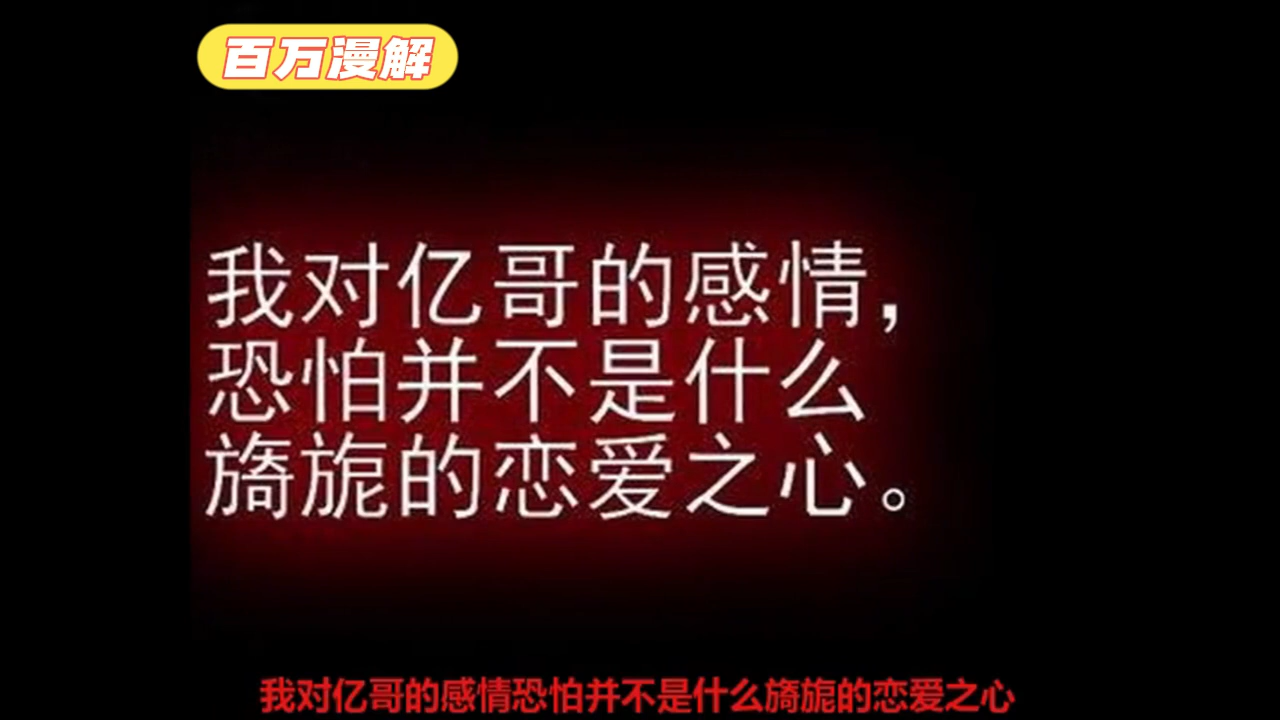 百万漫解
我对亿哥的感情，
恐怕并不是什么
旖旎的恋爱之心。
我对亿哥的感情恐怕并不是什么旖旎的恋爱之心